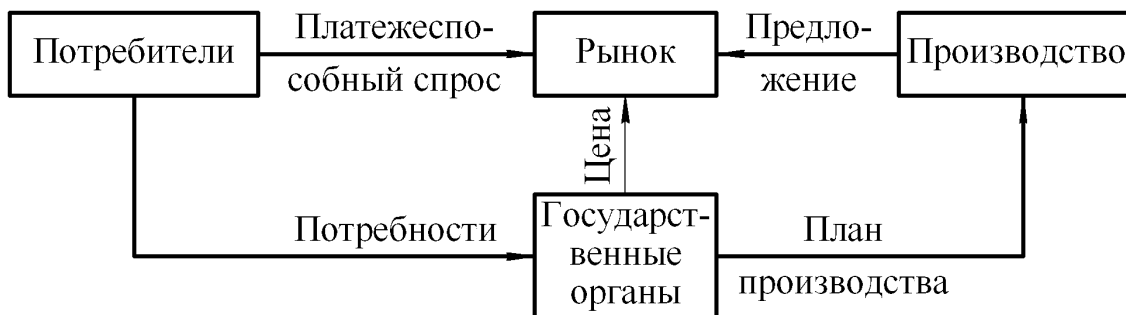 Потребители
Платежеспо-
собный спрос
Рынок
Предло-
жение
Производство
Цена
Потребности
Государст-
венные
органы
План
производства